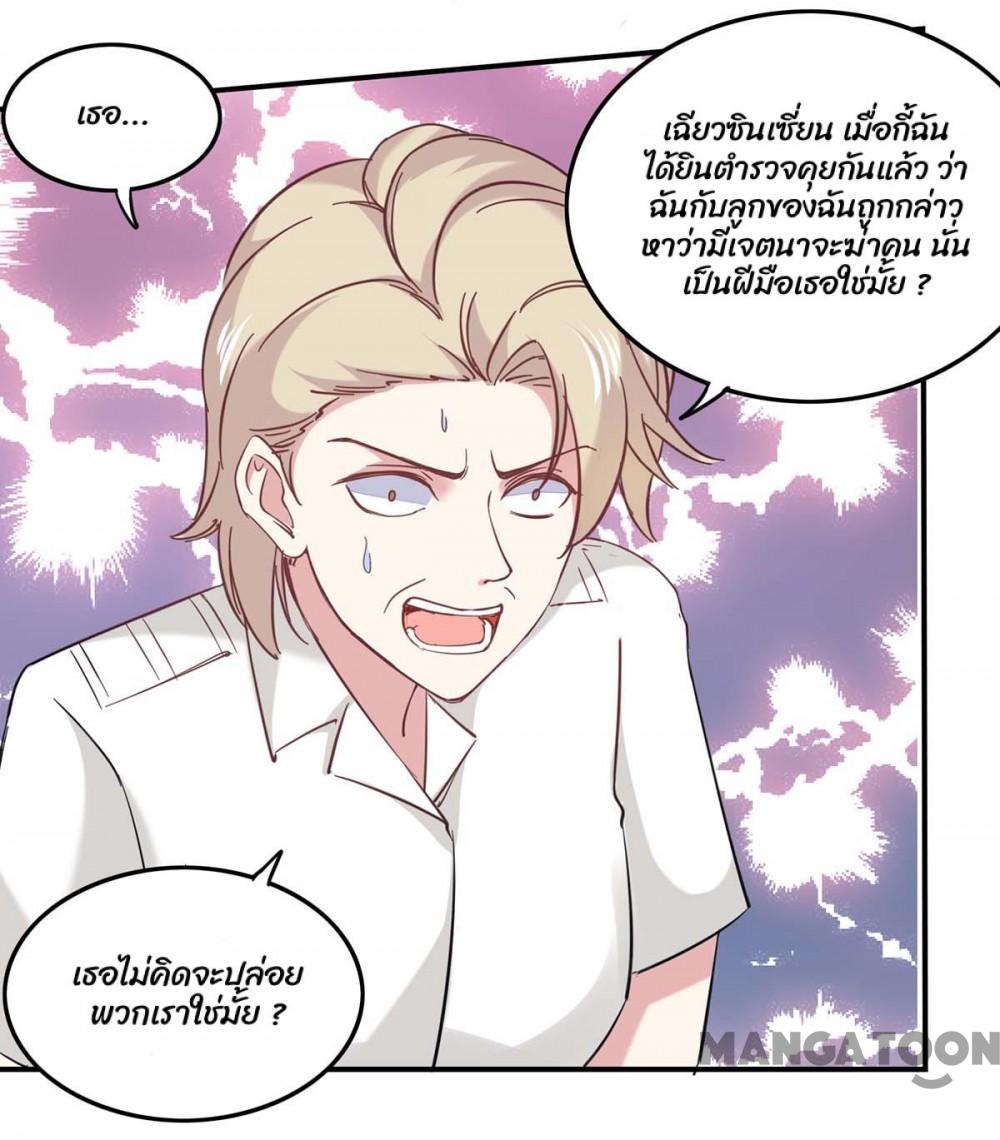 เธอ...
เฉียวซินเซี่ยน เมื่อกี้ฉัน
ได้ยินตำรวจคุยกันแล้ว ว่า
ฉันกับลูกของฉันถูกกล่าว
หาว่ามีเจตนาจะฆ่าคน นั่น
เป็นฝีมือเธอใช่มั้ย ?
เธอไม่คิดจะปล่อย
พวกเราใช่มั้ย ?
MANGATOON